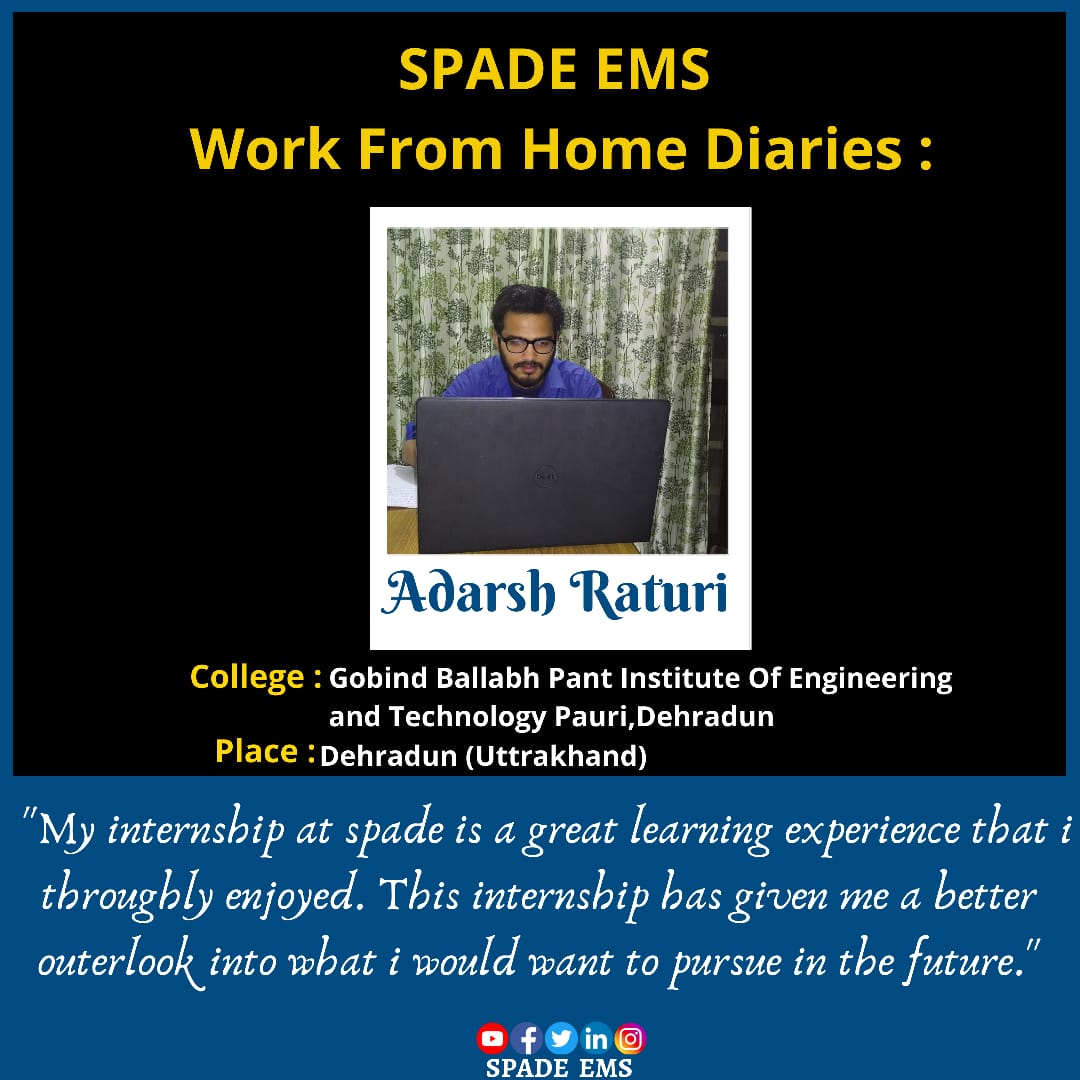 SPADE EMS
Work From Home Diaries :
Adarsh Raturi
College : Gobind Ballabh Pant Institute Of Engineering
and Technology Pauri,Dehradun
Place : Dehradun (Uttrakhand)
"My internship at spade is a great learning experience that i
throughly enjoyed. This internship has given me a better
outerlook into what i would want to pursue in the future."
SPADE EMS